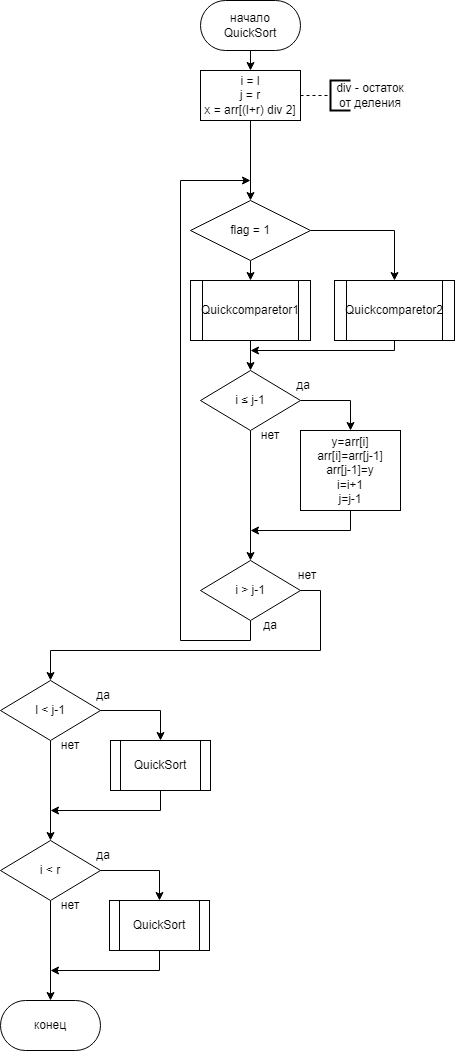 начало
QuickSort
i = l
j = r
x = arr[(l+r) div 2]
div - остаток
от деления
flag = 1
Quickcomparetor1
Quickcomparetor2
i ≤ j-1
да
нет
y=arr[i]
arr[i]=arr[j-1]
arr[j-1]=y
i=i+1
j=j-1
i > j-1
нет
да
l < j-1
да
нет
QuickSort
i < r
да
нет
QuickSort
конец